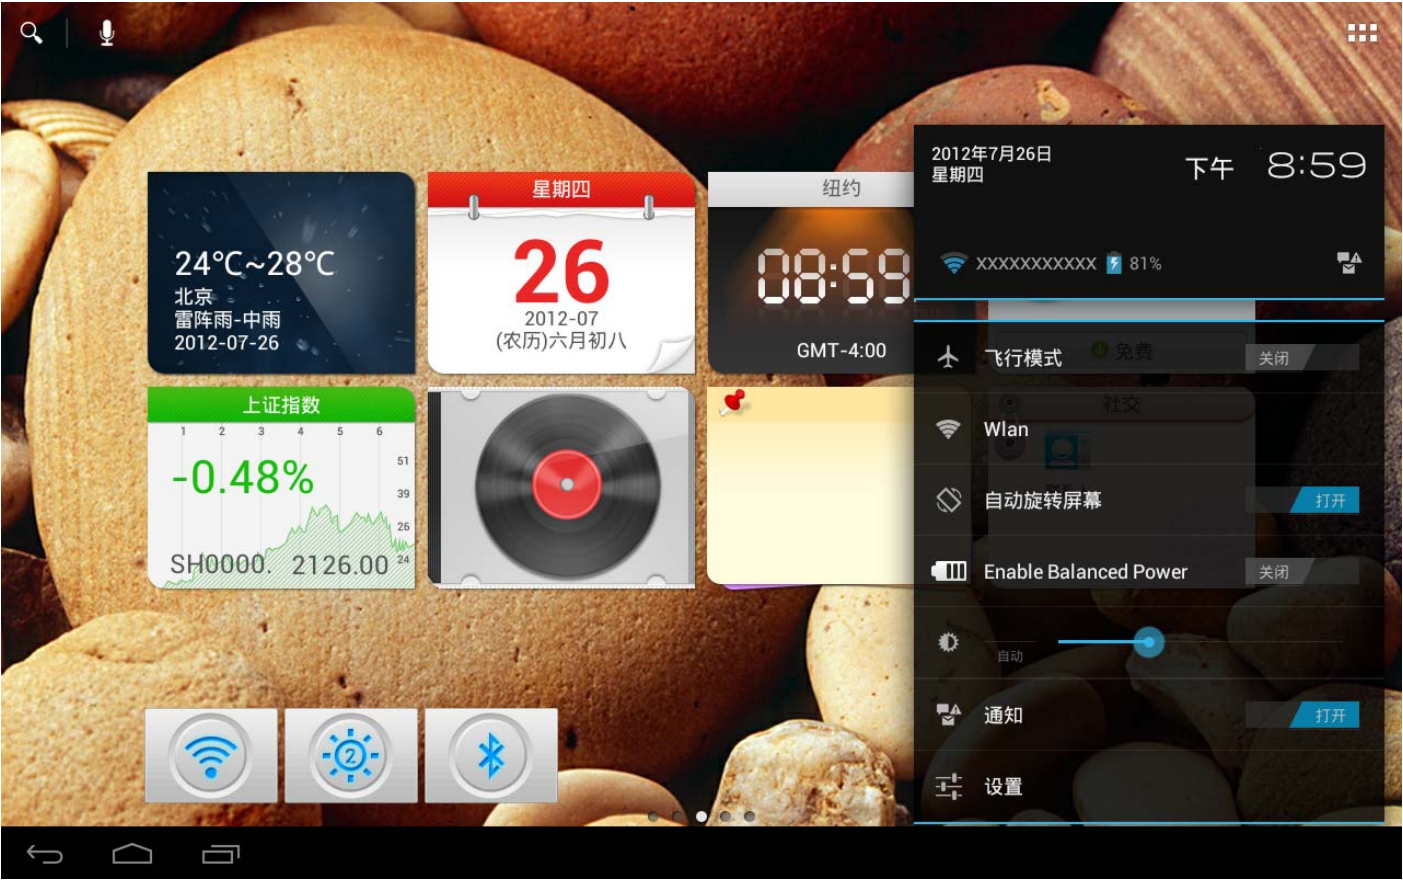 24°C~28°C
北京
雷阵雨-中雨
2012-07-26
星期四
26
2012-07
(农历)六月初八
纽约
08:59
GMT-4:00
上证指数
1 2 3 4 5 6
-0.48%
51
39
26
24
SH0000. 2126.00
2
2012年7月26日
星期四
下午 8:59
XXXXXXXXXXX 81%
飞行模式 关闭
免费
社交
Wlan
自动旋转屏幕 打开
Enable Balanced Power 关闭
自动
通知 打开
设置